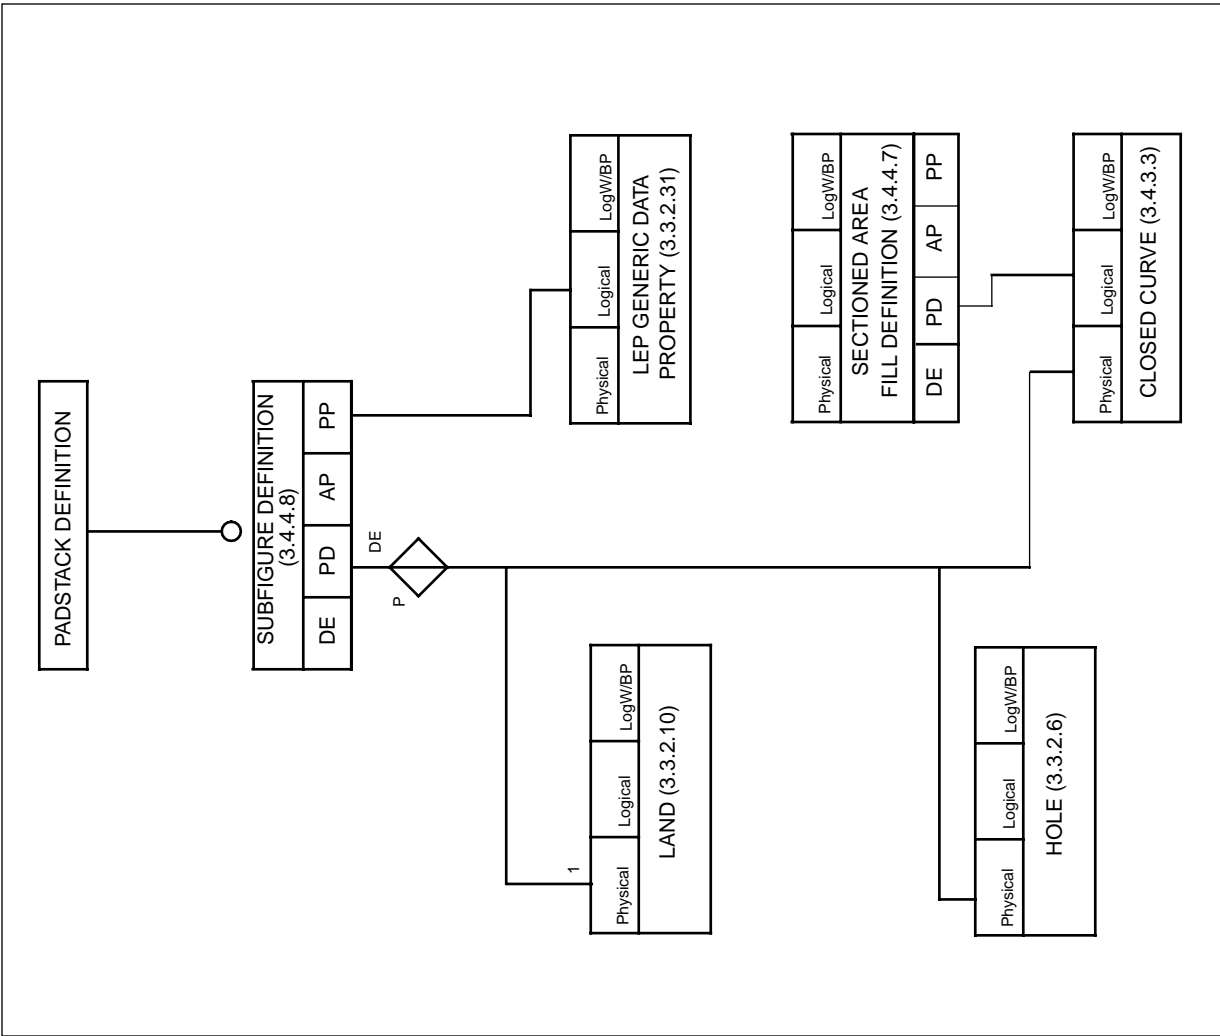 PADSTACK DEFINITION
SUBFIGURE DEFINITION
(3.4.4.8)
DE PD AP PP
P DE
Physical Logical LogW/BP
LEP GENERIC DATA
PROPERTY (3.3.2.31)
1
Physical Logical LogW/BP
LAND (3.3.2.10)
Physical Logical LogW/BP
SECTIONED AREA
FILL DEFINITION (3.4.4.7)
DE PD AP PP
Physical Logical LogW/BP
HOLE (3.3.2.6)
Physical Logical LogW/BP
CLOSED CURVE (3.4.3.3)